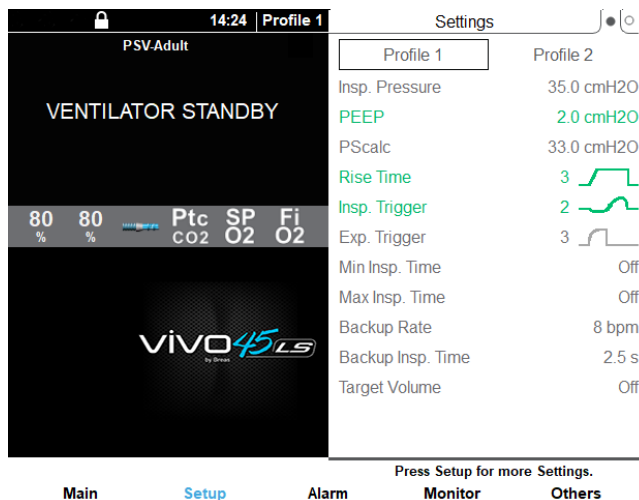 14:24 Profile 1
PSV-Adult
VENTILATOR STANDBY
80 % 80 % Ptc CO2 SP O2 Fi O2
vivo 45 LS
by Breas
Settings
Profile 1 Profile 2
Insp. Pressure 35.0 cmH2O
PEEP 2.0 cmH2O
PScalc 33.0 cmH2O
Rise Time 3
Insp. Trigger 2
Exp. Trigger 3
Min Insp. Time Off
Max Insp. Time Off
Backup Rate 8 bpm
Backup Insp. Time 2.5 s
Target Volume Off
Press Setup for more Settings.
Main Setup Alarm Monitor Others